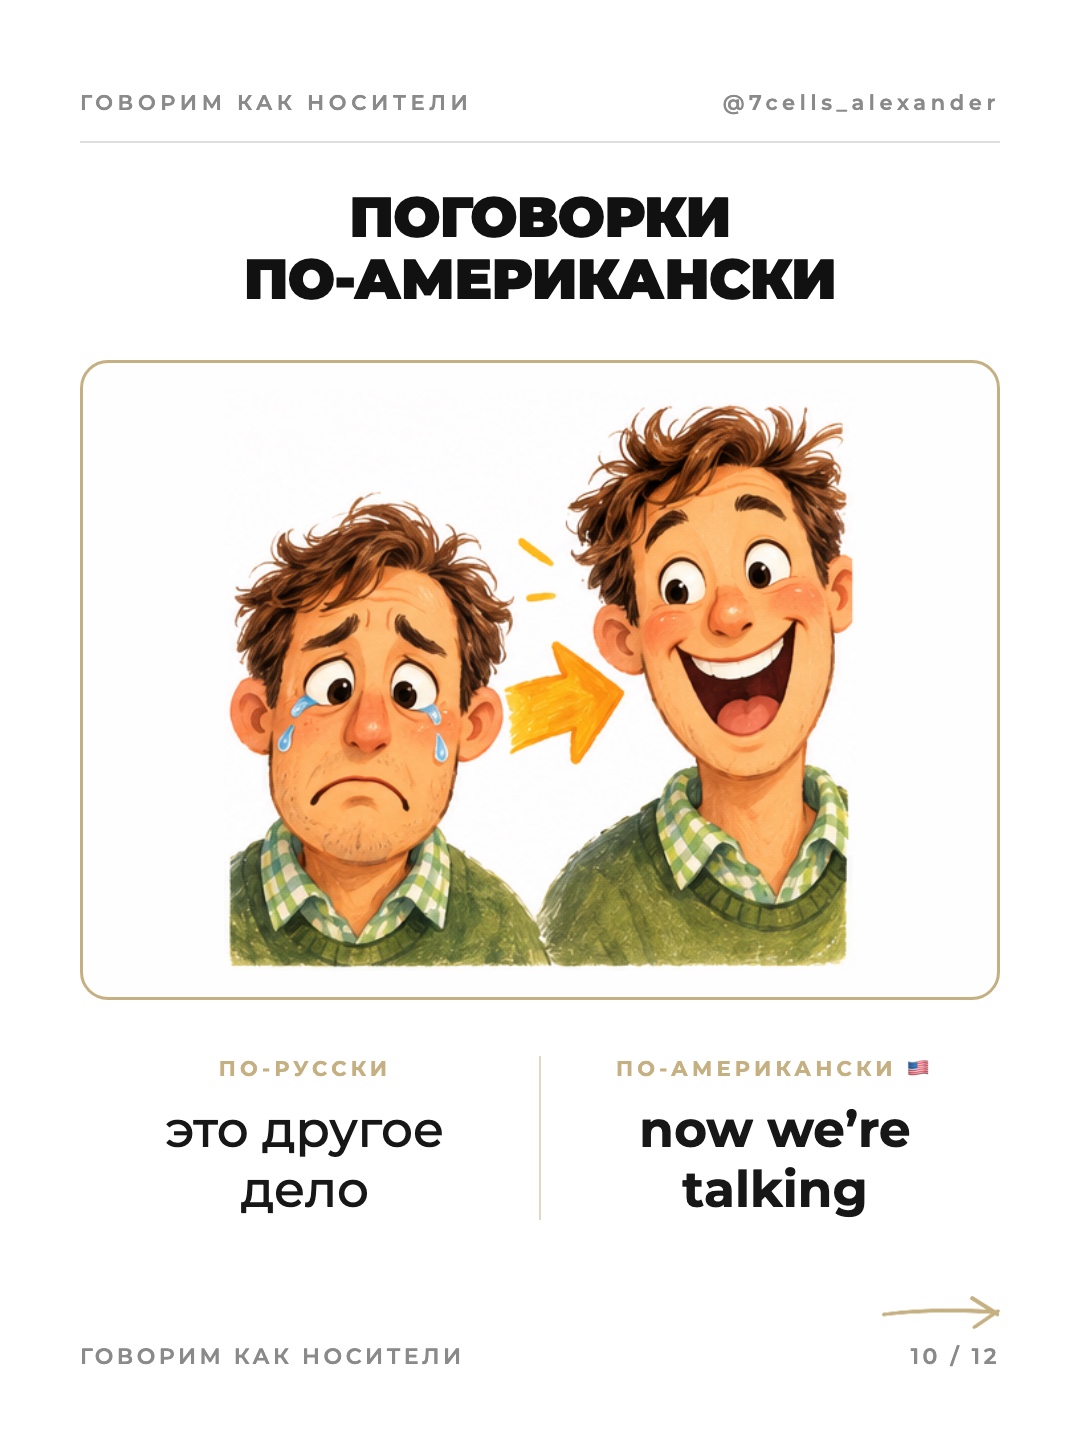 ГОВОРИМ КАК НОСИТЕЛИ
@7cells_alexander
ПОГОВОРКИ
ПО-АМЕРИКАНСКИ
ПО-РУССКИ
это другое
дело
ПО-АМЕРИКАНСКИ 🇺🇸
now we’re
talking
ГОВОРИМ КАК НОСИТЕЛИ
10 / 12